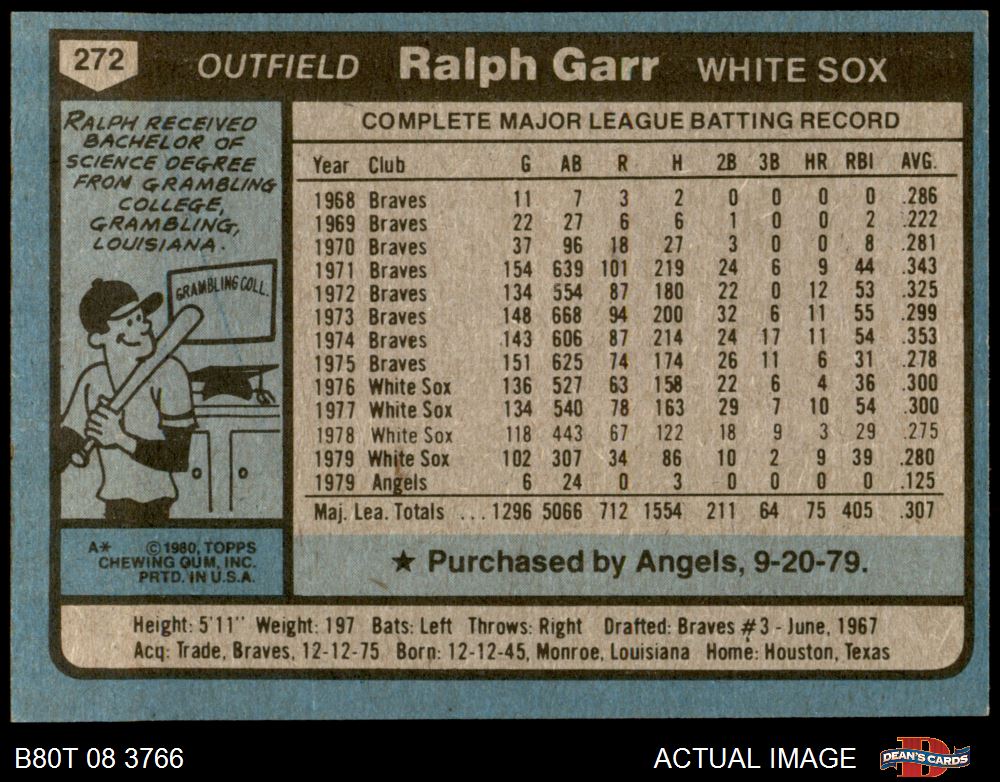 272 OUTFIELD Ralph Garr WHITE SOX
RALPH RECEIVED
BACHELOR OF
SCIENCE DEGREE
FROM GRAMBLING
COLLEGE,
GRAMBLING,
LOUISIANA.
GRAMBLING COLL.
A* © 1980, TOPPS
CHEWING GUM, INC.
PRTD. IN U.S.A.
COMPLETE MAJOR LEAGUE BATTING RECORD
Year Club G AB R H 2B 3B HR RBI AVG.
1968 Braves 11 7 3 2 0 0 0 0 .286
1969 Braves 22 27 6 6 1 0 0 2 .222
1970 Braves 37 96 18 27 3 0 0 8 .281
1971 Braves 154 639 101 219 24 6 9 44 .343
1972 Braves 134 554 87 180 22 0 12 53 .325
1973 Braves 148 668 94 200 32 6 11 55 .299
1974 Braves 143 606 87 214 24 17 11 54 .353
1975 Braves 151 625 74 174 26 11 6 31 .278
1976 White Sox 136 527 63 158 22 6 4 36 .300
1977 White Sox 134 540 78 163 29 7 10 54 .300
1978 White Sox 118 443 67 122 18 9 3 29 .275
1979 White Sox 102 307 34 86 10 2 9 39 .280
1979 Angels 6 24 0 3 0 0 0 0 .125
Maj. Lea. Totals ... 1296 5066 712 1554 211 64 75 405 .307
★ Purchased by Angels, 9-20-79.
Height: 5'11" Weight: 197 Bats: Left Throws: Right Drafted: Braves #3 - June, 1967
Acq: Trade, Braves, 12-12-75 Born: 12-12-45, Monroe, Louisiana Home: Houston, Texas
B80T 08 3766 ACTUAL IMAGE DEAN'S CARDS